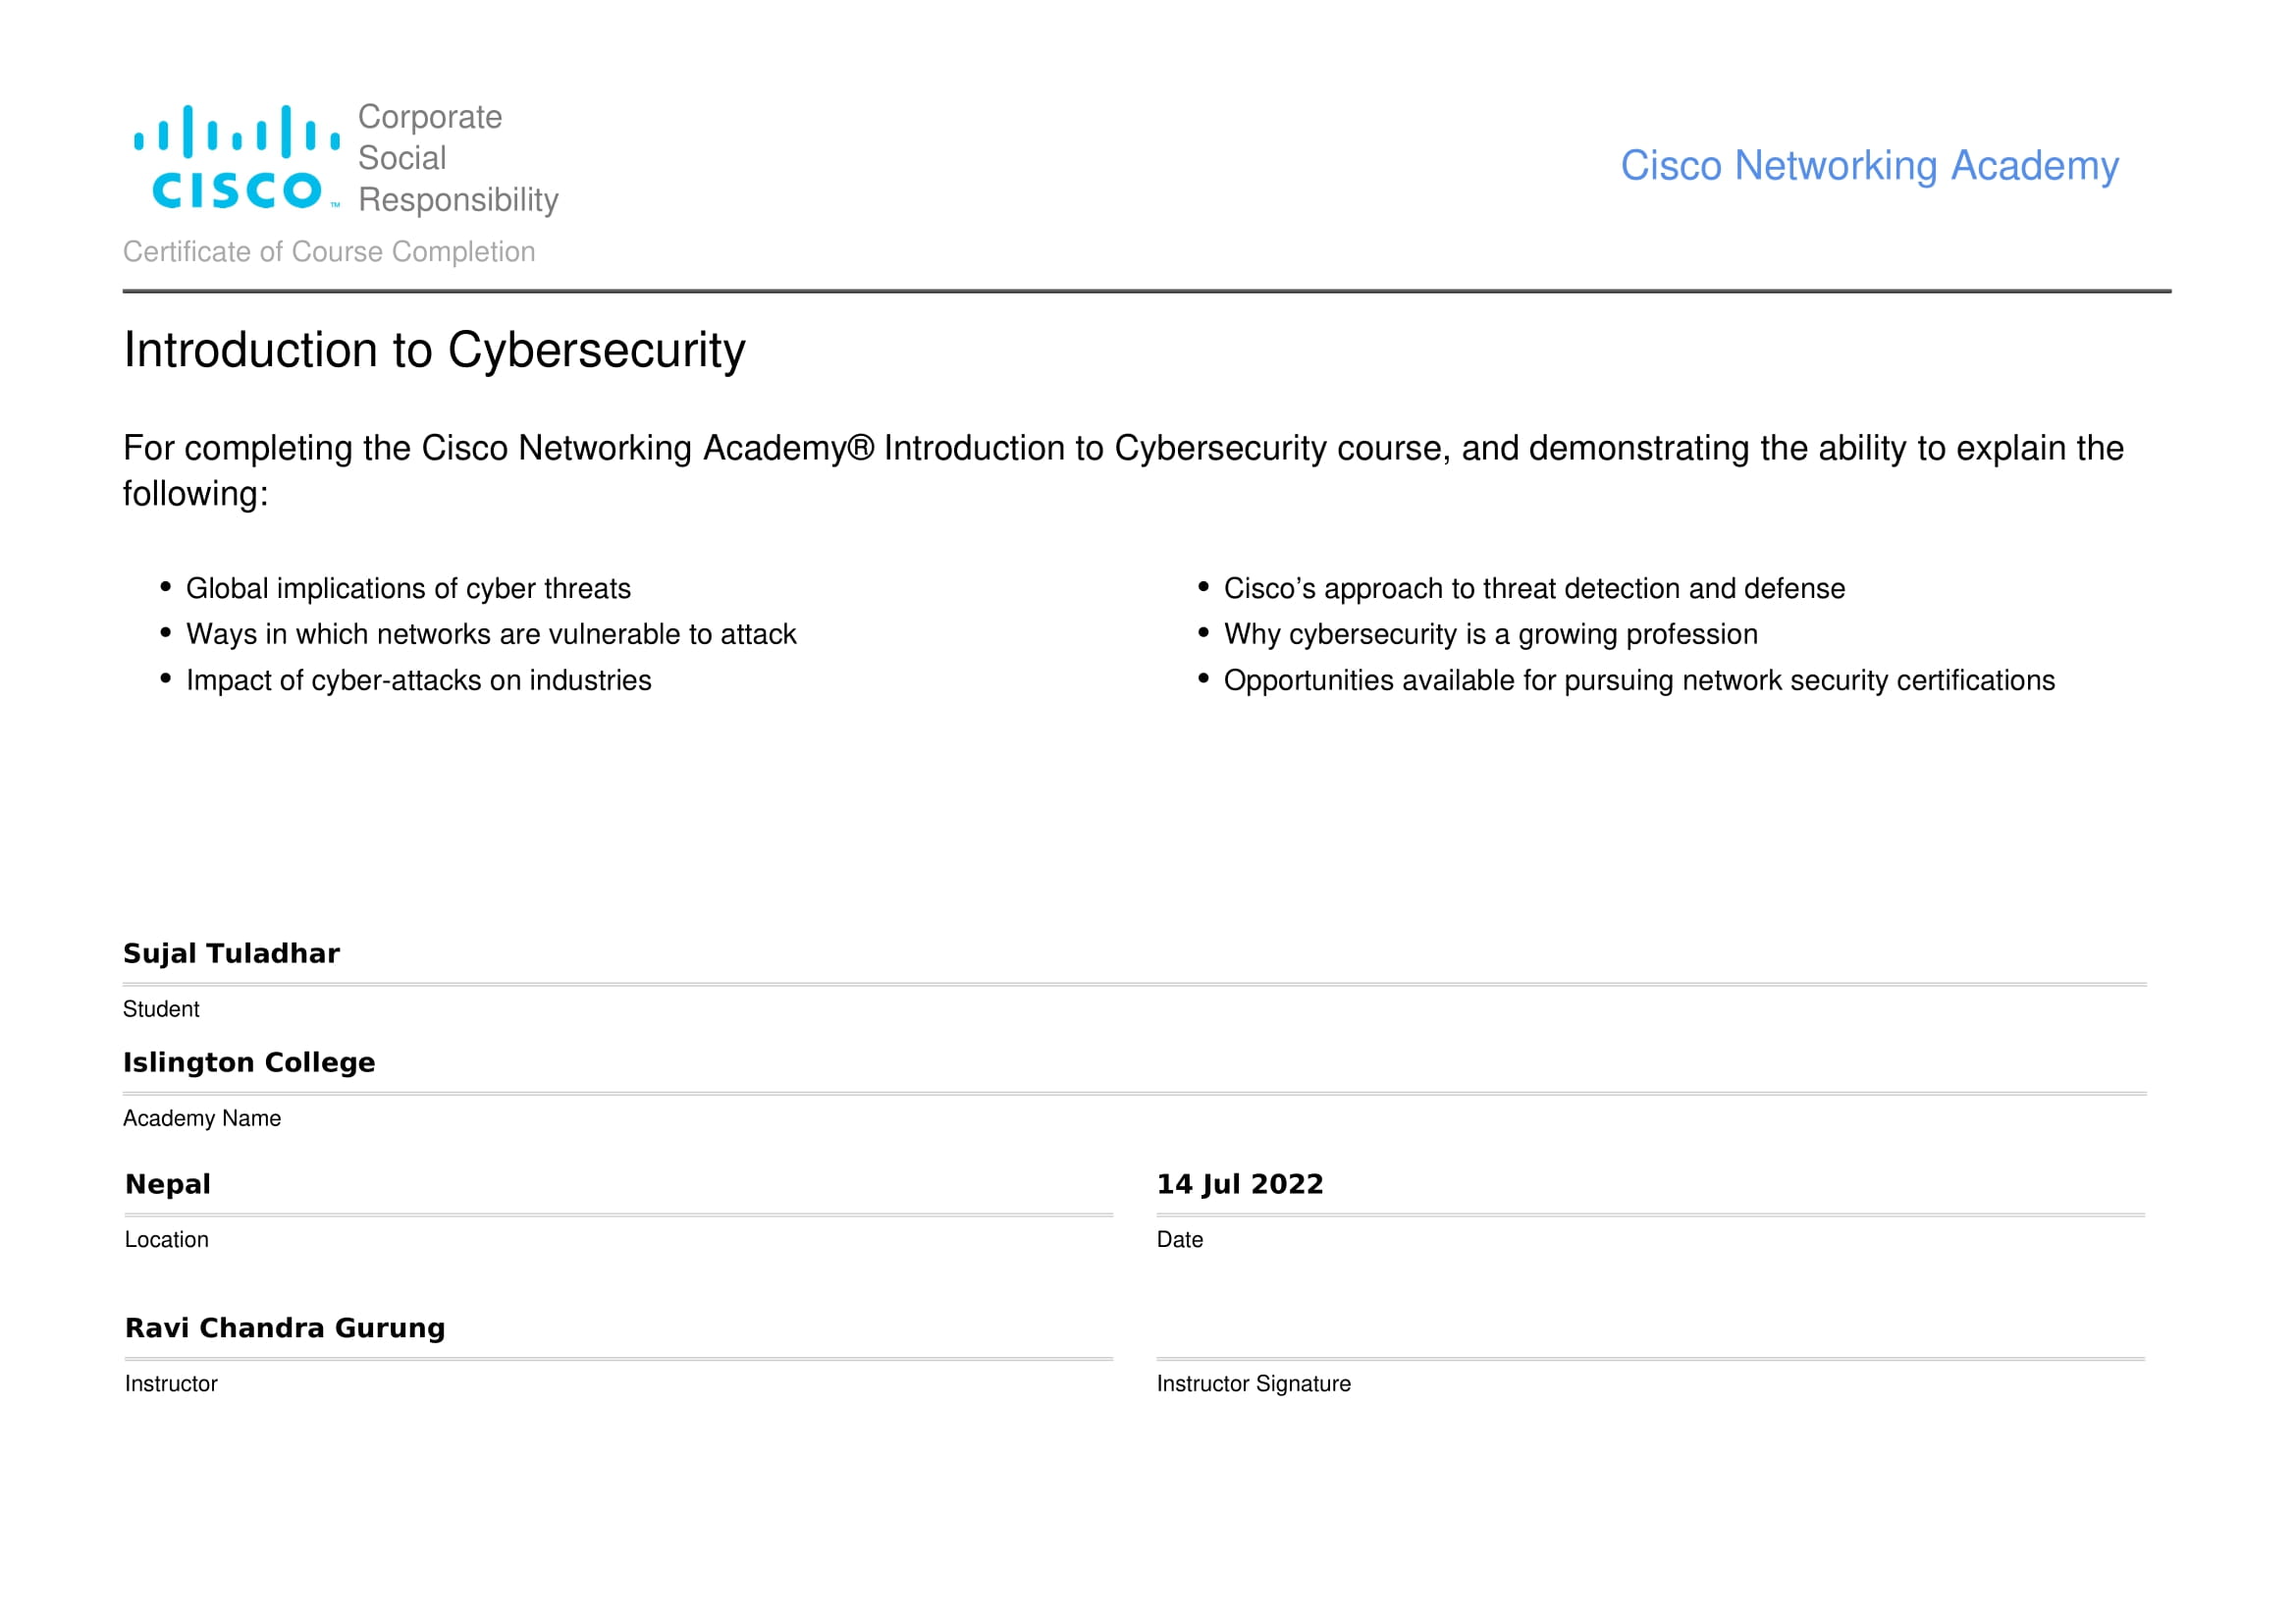 CISCO™
Corporate
Social
Responsibility
Cisco Networking Academy
Certificate of Course Completion
Introduction to Cybersecurity
For completing the Cisco Networking Academy® Introduction to Cybersecurity course, and demonstrating the ability to explain the
following:
• Global implications of cyber threats
• Ways in which networks are vulnerable to attack
• Impact of cyber-attacks on industries
• Cisco’s approach to threat detection and defense
• Why cybersecurity is a growing profession
• Opportunities available for pursuing network security certifications
Sujal Tuladhar
Student
Islington College
Academy Name
Nepal
Location
14 Jul 2022
Date
Ravi Chandra Gurung
Instructor
Instructor Signature